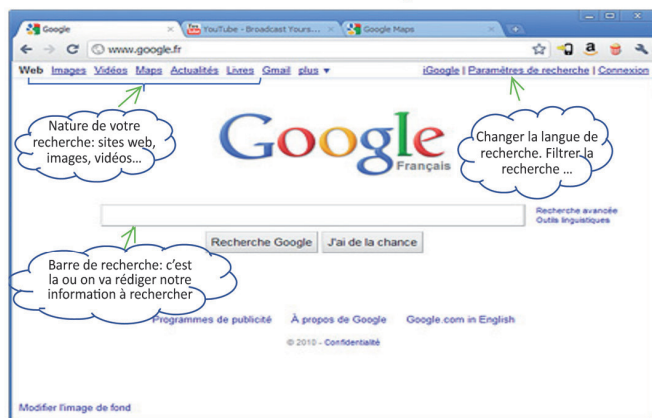 Google YouTube - Broadcast Yours... Google Maps
www.google.fr
Web Images Vidéos Maps Actualités Livres Gmail plus ▼ iGoogle | Paramètres de recherche | Connexion
Nature de votre
recherche: sites web,
images, vidéos...
Changer la langue de
recherche. Filtrer la
recherche ...
Google
Français
Recherche avancée
Outils linguistiques
Recherche Google J'ai de la chance
Barre de recherche: c'est
la ou on va rédiger notre
information à rechercher
Programmes de publicité À propos de Google Google.com in English
© 2010 - Confidentialité
Modifier l'image de fond